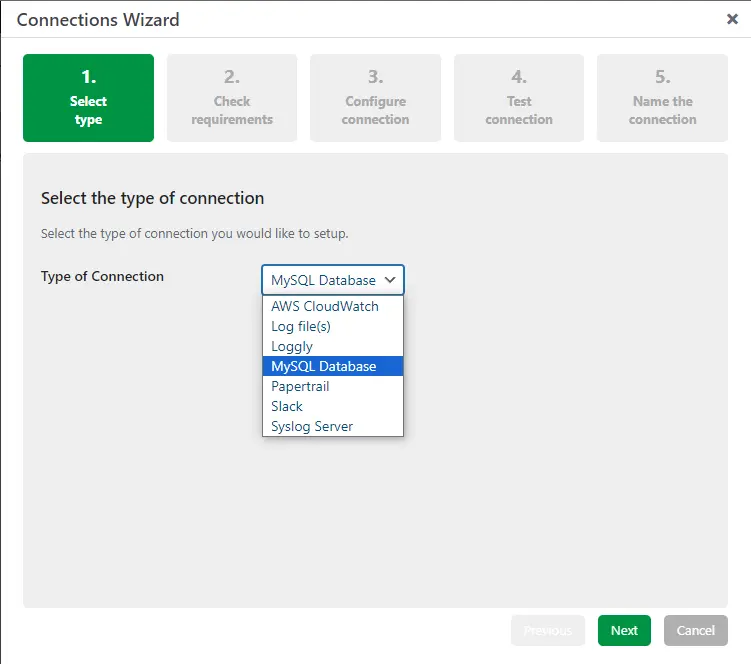 Connections Wizard
1.
Select
type
2.
Check
requirements
3.
Configure
connection
4.
Test
connection
5.
Name the
connection
Select the type of connection
Select the type of connection you would like to setup.
Type of Connection
MySQL Database
AWS CloudWatch
Log file(s)
Loggly
MySQL Database
Papertrail
Slack
Syslog Server
Previous
Next
Cancel